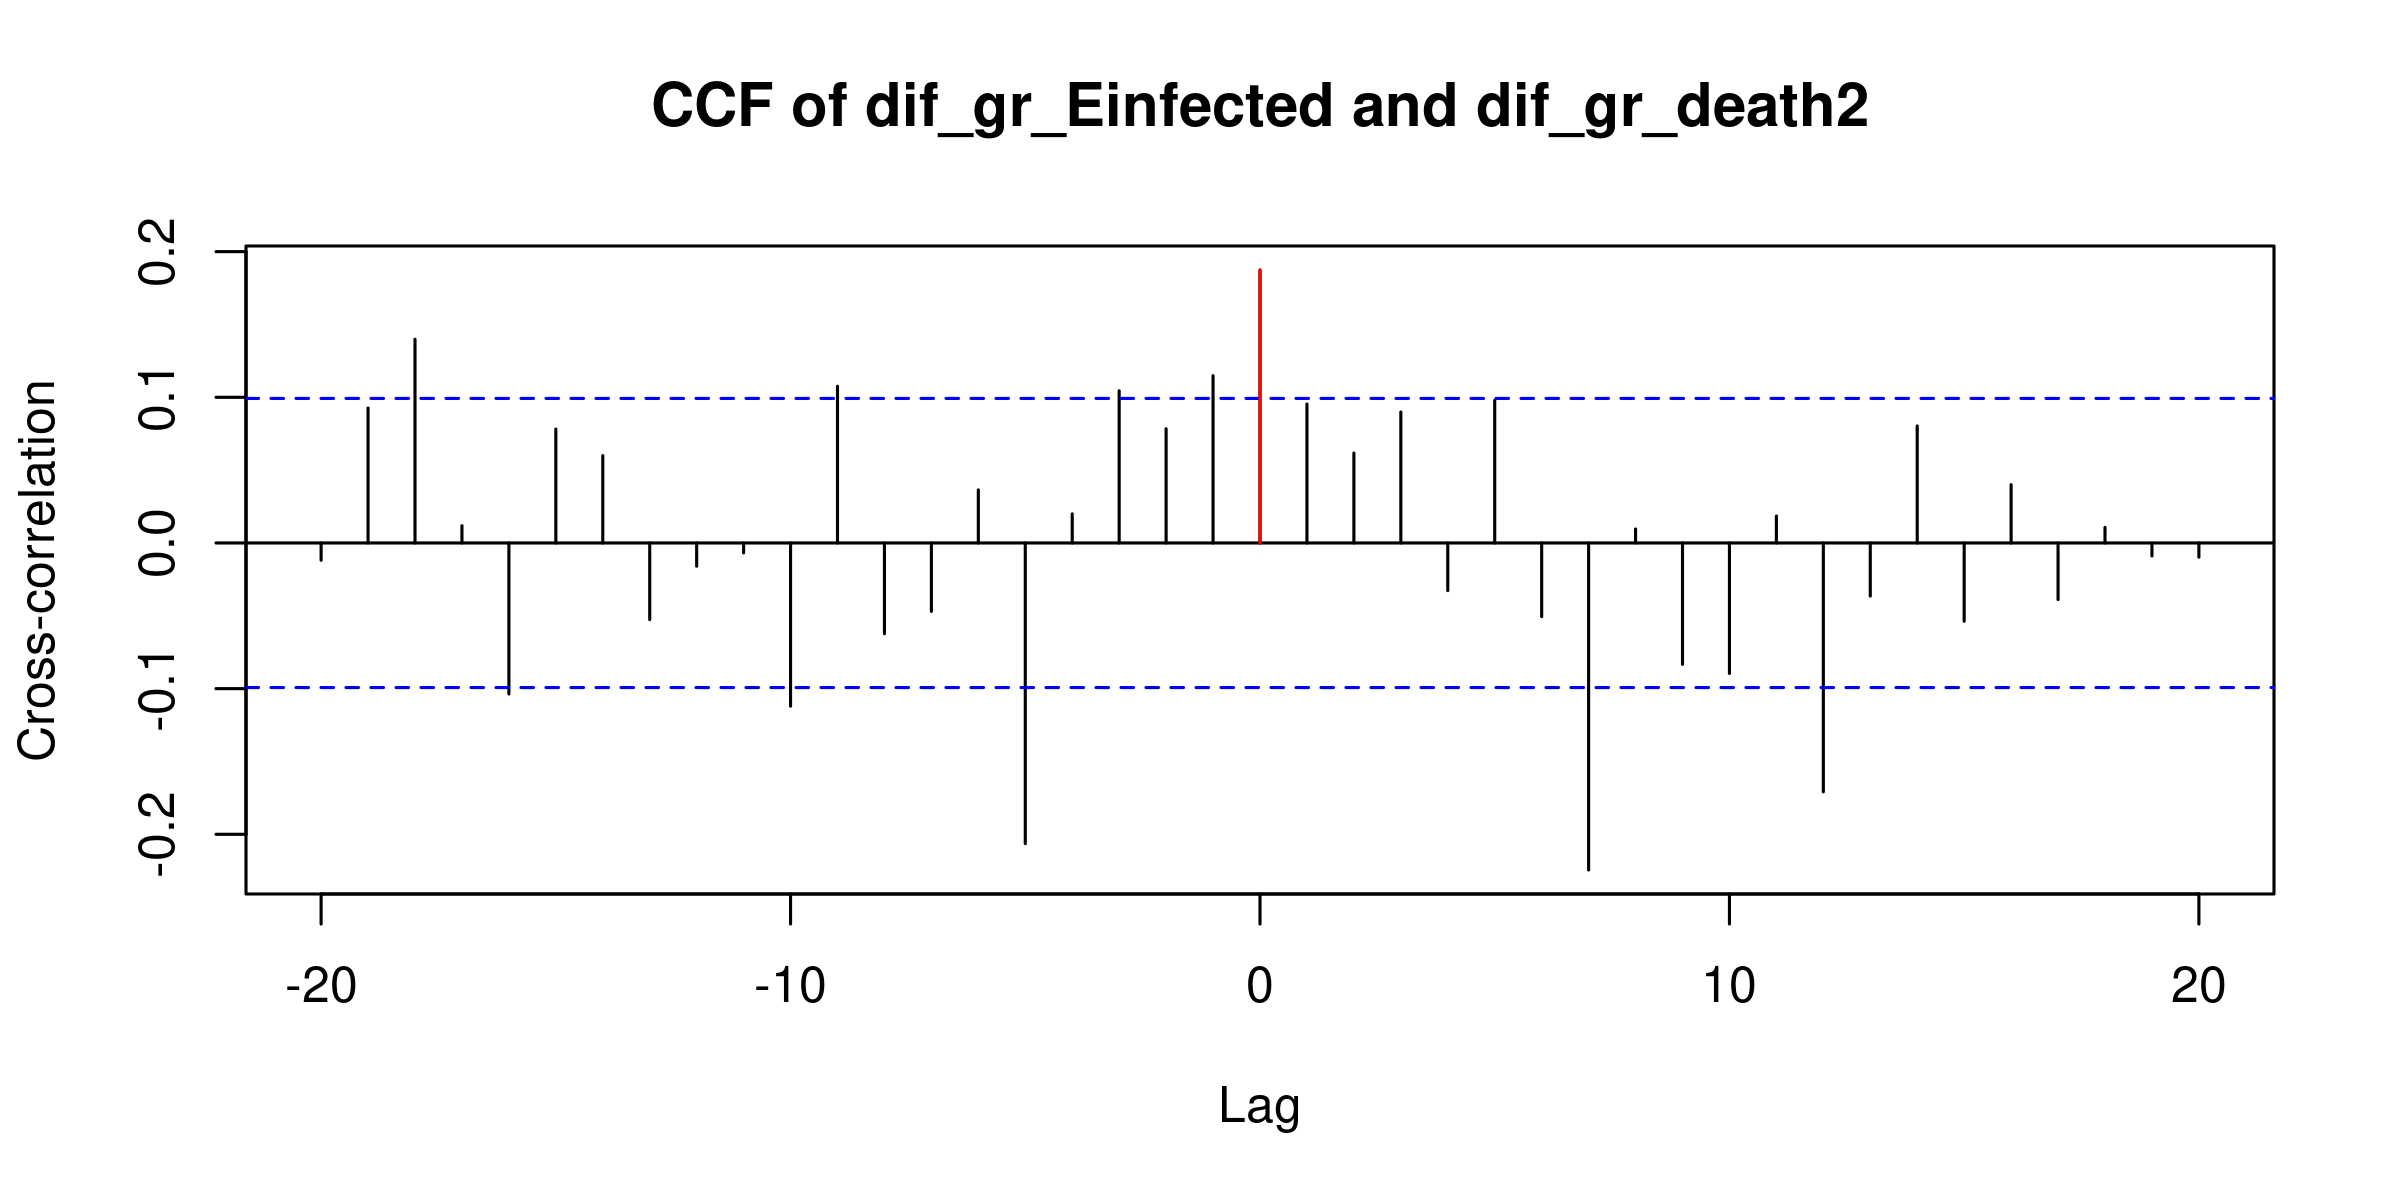 CCF of dif_gr_Einfected and dif_gr_death2
Cross-correlation
0.2
0.1
0.0
-0.1
-0.2
-20 -10 0 10 20
Lag